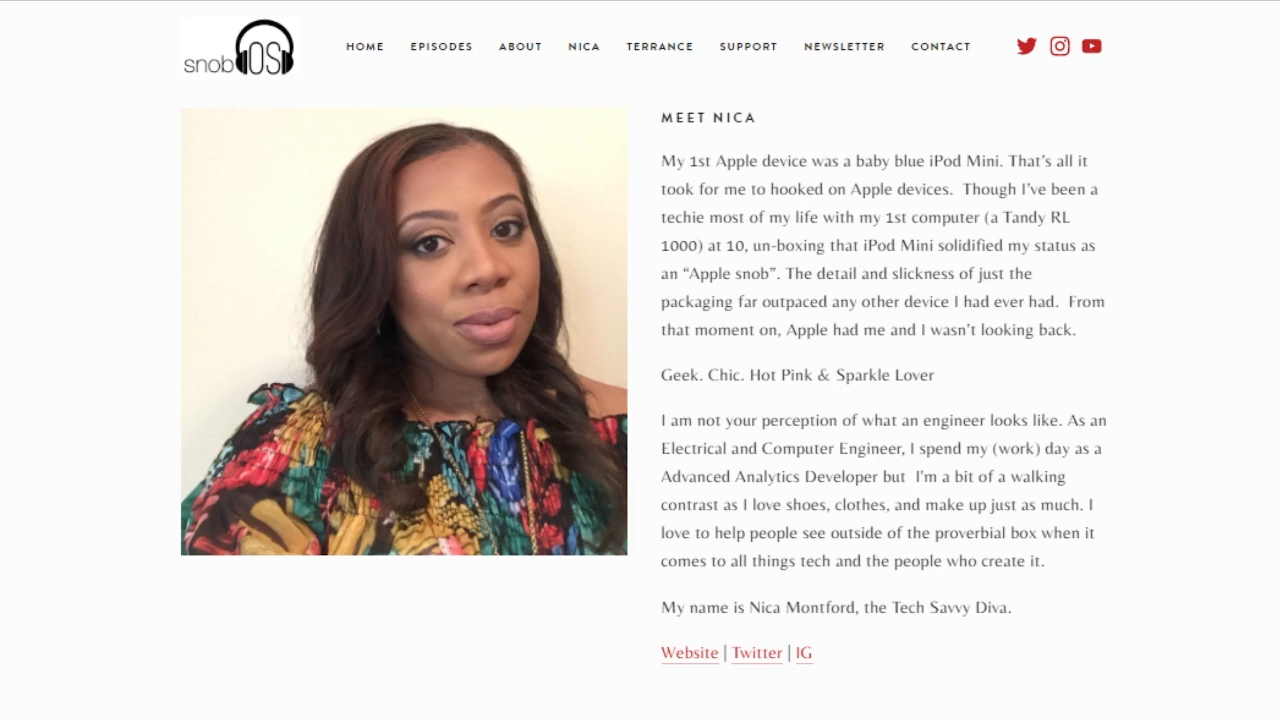 snobOS
HOME EPISODES ABOUT NICA TERRANCE SUPPORT NEWSLETTER CONTACT
MEET NICA
My 1st Apple device was a baby blue iPod Mini. That’s all it
took for me to hooked on Apple devices.  Though I’ve been a
techie most of my life with my 1st computer (a Tandy RL
1000) at 10, un-boxing that iPod Mini solidified my status as
an “Apple snob”. The detail and slickness of just the
packaging far outpaced any other device I had ever had.  From
that moment on, Apple had me and I wasn’t looking back.
Geek. Chic. Hot Pink & Sparkle Lover
I am not your perception of what an engineer looks like. As an
Electrical and Computer Engineer, I spend my (work) day as a
Advanced Analytics Developer but  I'm a bit of a walking
contrast as I love shoes, clothes, and make up just as much. I
love to help people see outside of the proverbial box when it
comes to all things tech and the people who create it.
My name is Nica Montford, the Tech Savvy Diva.
Website | Twitter | IG